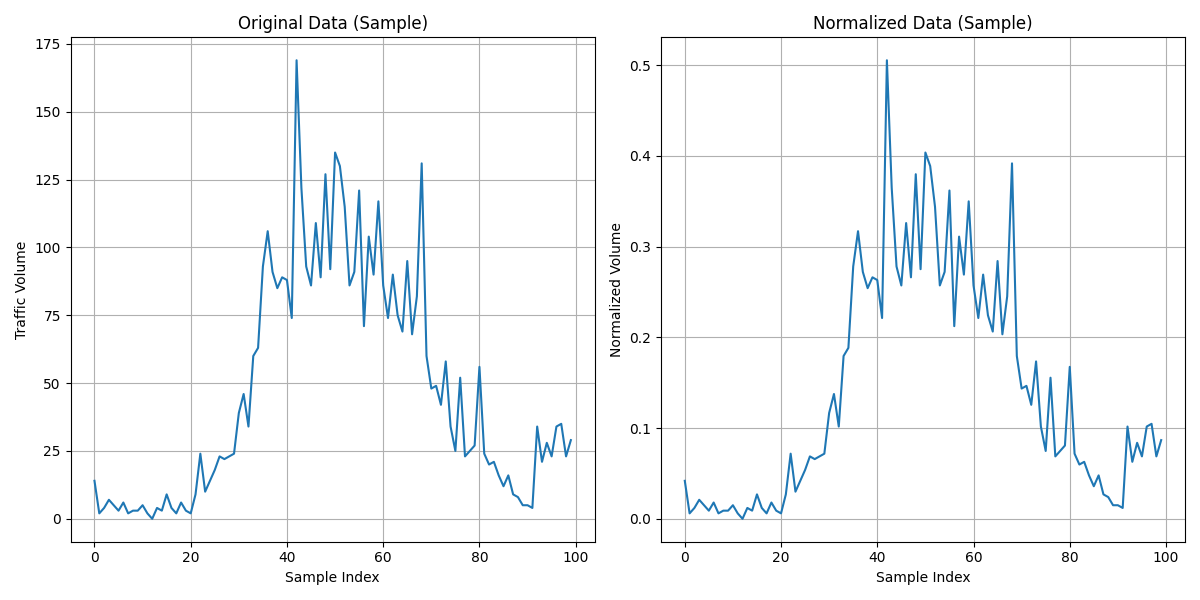 Original Data (Sample)
Traffic Volume
175
150
125
100
75
50
25
0
0 20 40 60 80 100
Sample Index
Normalized Data (Sample)
Normalized Volume
0.5
0.4
0.3
0.2
0.1
0.0
0 20 40 60 80 100
Sample Index